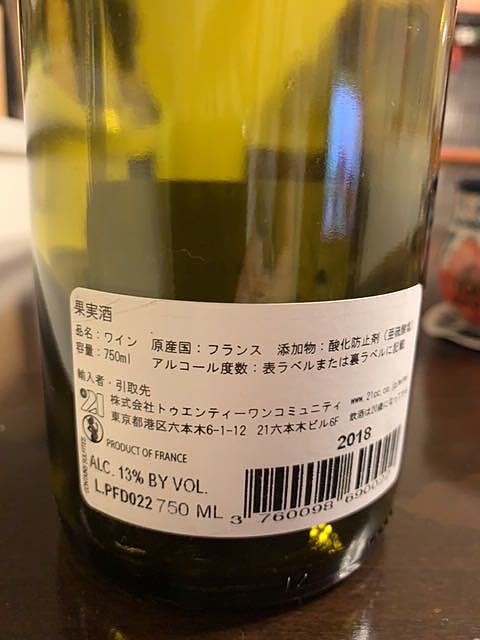 果実酒
品名：ワイン 原産国：フランス 添加物：酸化防止剤（亜硫酸塩）
容量：750ml アルコール度数：表ラベルまたは裏ラベルに記載
輸入者・引取先
21 株式会社トゥエンティーワンコミュニティ
東京都港区六本木6-1-12 21六本木ビル6F
PRODUCT OF FRANCE
2018
ALC. 13% BY VOL.
L.PFD022 750 ML
3 760098 69002
CONTAINS SULFITES